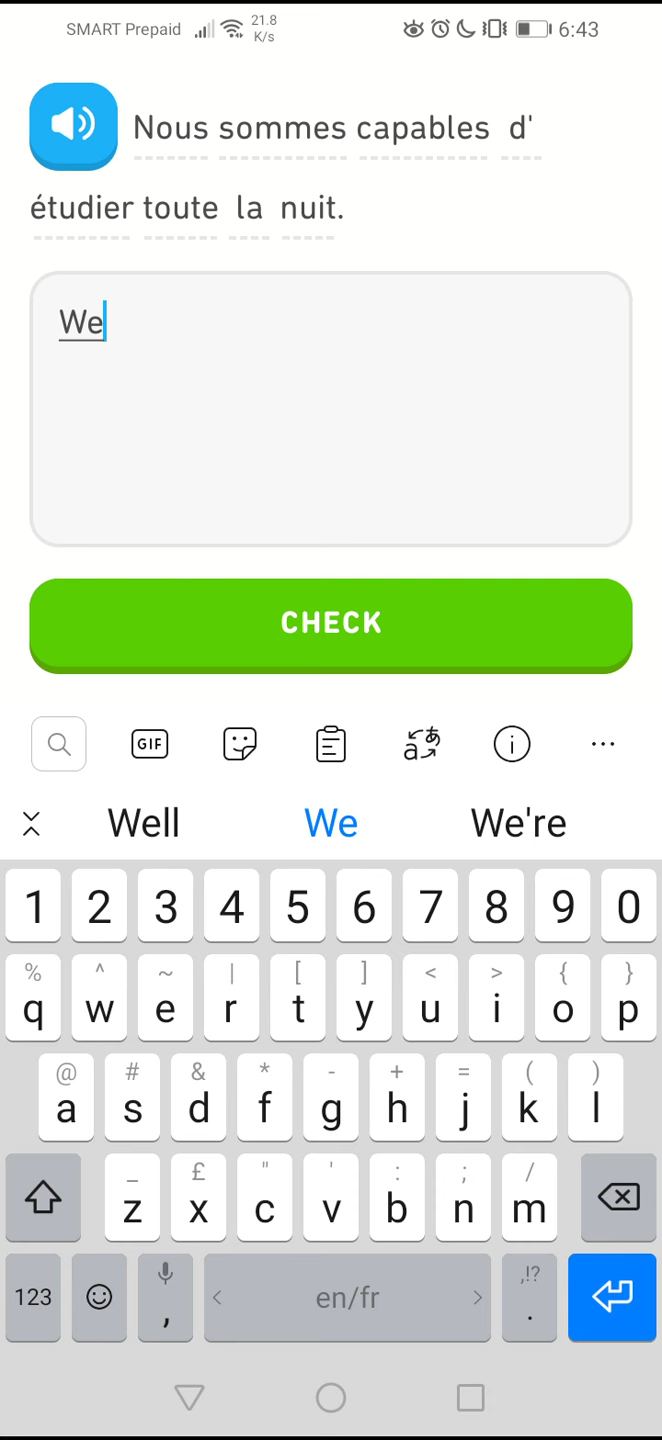 SMART Prepaid 21.8 K/s 6:43
Nous sommes capables d'
étudier toute la nuit.
We
CHECK
GIF
Well We We're
1 2 3 4 5 6 7 8 9 0
% ^ ~ | [ ] < > { }
q w e r t y u i o p
@ # & * - + = ( )
a s d f g h j k l
_ £ " ' : ; /
z x c v b n m
123 , < en/fr > ,!? .